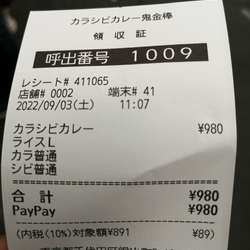 カラシビカレー鬼金棒
領収証
呼出番号 1009
レシート# 411065
店舗# 0002 端末# 41
2022/09/03(土) 11:07
カラシビカレー ¥980
ライスL
カラ普通
シビ普通
合計 ¥980
PayPay ¥980
(内税(10%)対象額¥891 ¥89)